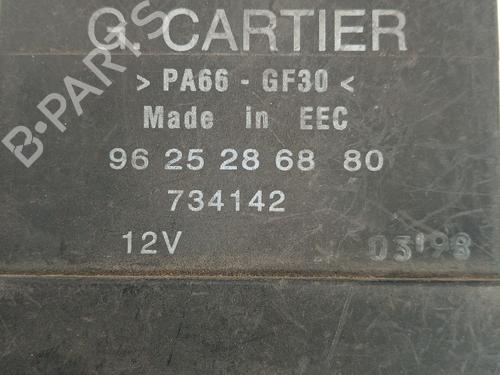 G. CARTIER
> PA66 - GF30 <
Made in EEC
96 25 28 68 80
734142
12V 03'98
B-PARTS